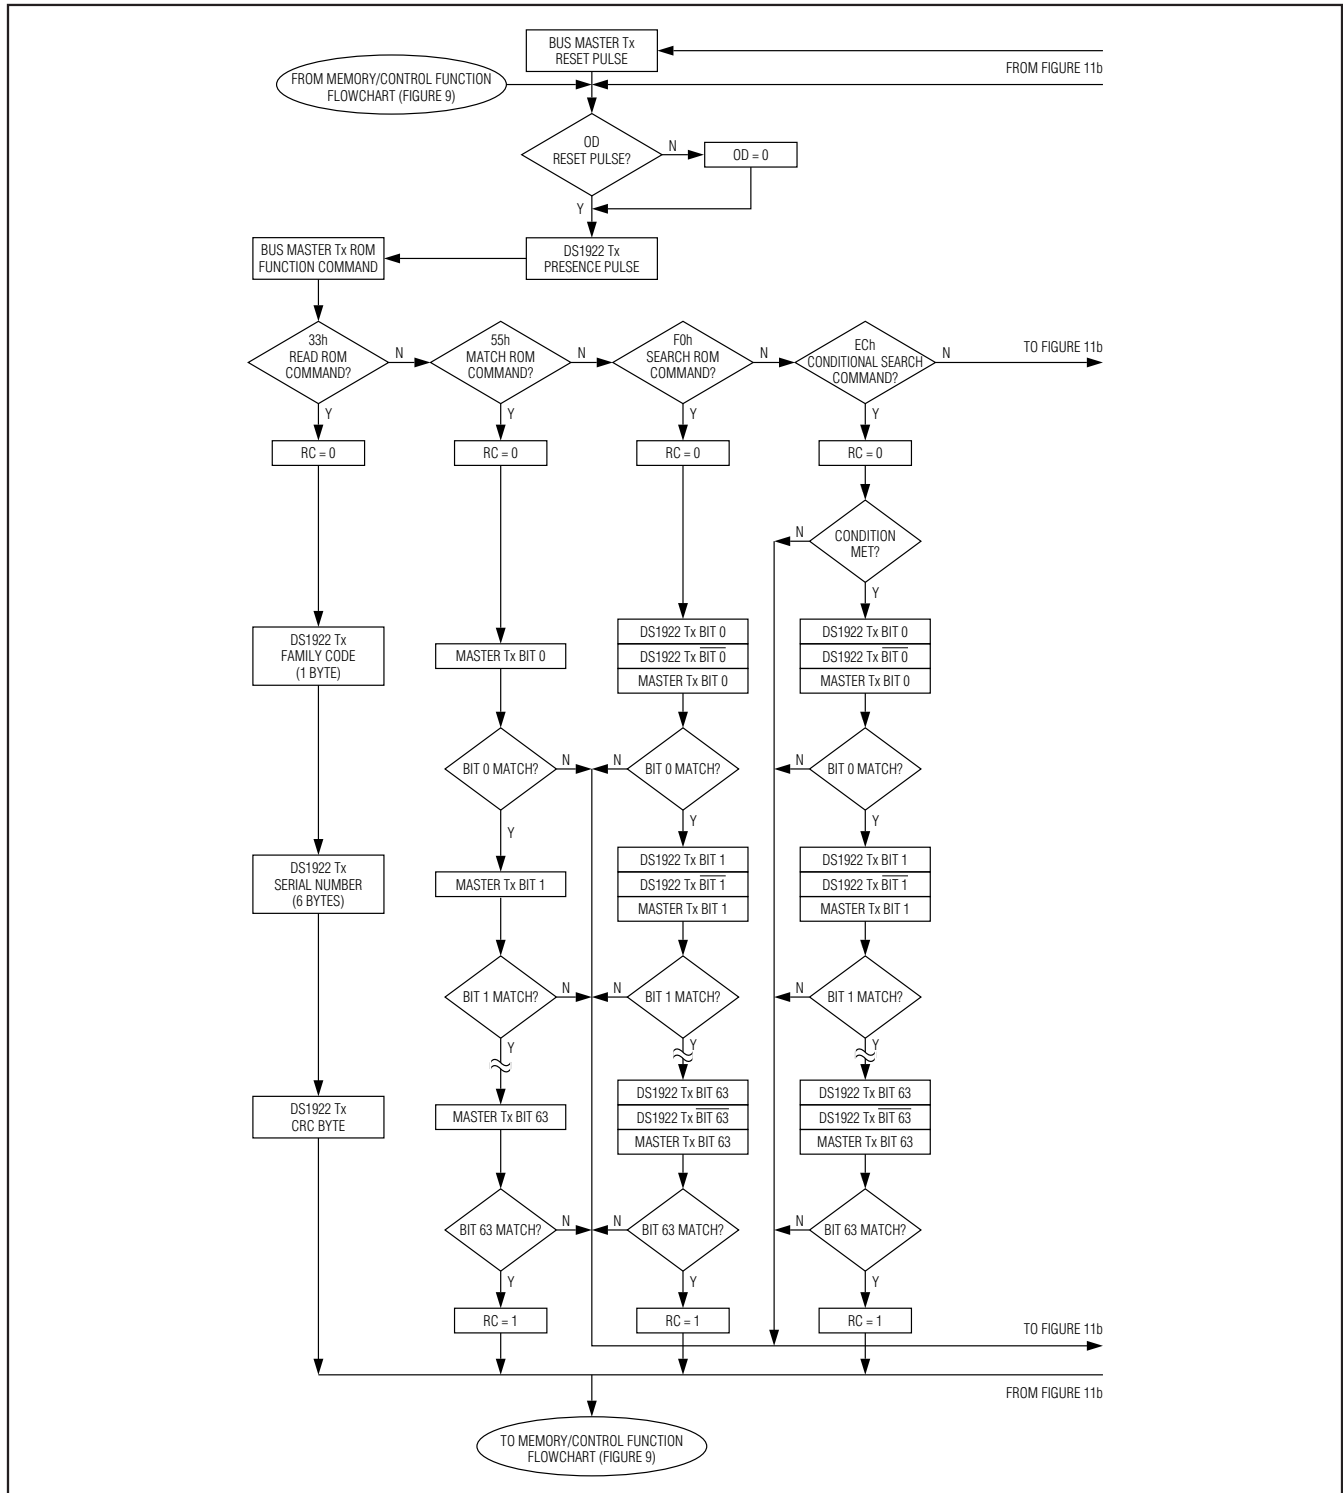 BUS MASTER Tx
RESET PULSE
FROM FIGURE 11b
FROM MEMORY/CONTROL FUNCTION
FLOWCHART (FIGURE 9)
OD
RESET PULSE?
N
OD = 0
Y
BUS MASTER Tx ROM
FUNCTION COMMAND
DS1922 Tx
PRESENCE PULSE
33h
READ ROM
COMMAND?
N
55h
MATCH ROM
COMMAND?
N
F0h
SEARCH ROM
COMMAND?
N
ECh
CONDITIONAL SEARCH
COMMAND?
N
TO FIGURE 11b
Y
Y
Y
Y
RC = 0
RC = 0
RC = 0
RC = 0
N
CONDITION
MET?
Y
DS1922 Tx
FAMILY CODE
(1 BYTE)
MASTER Tx BIT 0
DS1922 Tx BIT 0
DS1922 Tx BIT 0
MASTER Tx BIT 0
DS1922 Tx BIT 0
DS1922 Tx BIT 0
MASTER Tx BIT 0
BIT 0 MATCH?
N
N
BIT 0 MATCH?
N
BIT 0 MATCH?
Y
Y
Y
DS1922 Tx
SERIAL NUMBER
(6 BYTES)
MASTER Tx BIT 1
DS1922 Tx BIT 1
DS1922 Tx BIT 1
MASTER Tx BIT 1
DS1922 Tx BIT 1
DS1922 Tx BIT 1
MASTER Tx BIT 1
BIT 1 MATCH?
N
N
BIT 1 MATCH?
N
BIT 1 MATCH?
Y
Y
Y
DS1922 Tx
CRC BYTE
MASTER Tx BIT 63
DS1922 Tx BIT 63
DS1922 Tx BIT 63
MASTER Tx BIT 63
DS1922 Tx BIT 63
DS1922 Tx BIT 63
MASTER Tx BIT 63
BIT 63 MATCH?
N
N
BIT 63 MATCH?
N
BIT 63 MATCH?
Y
Y
Y
RC = 1
RC = 1
RC = 1
TO FIGURE 11b
FROM FIGURE 11b
TO MEMORY/CONTROL FUNCTION
FLOWCHART (FIGURE 9)